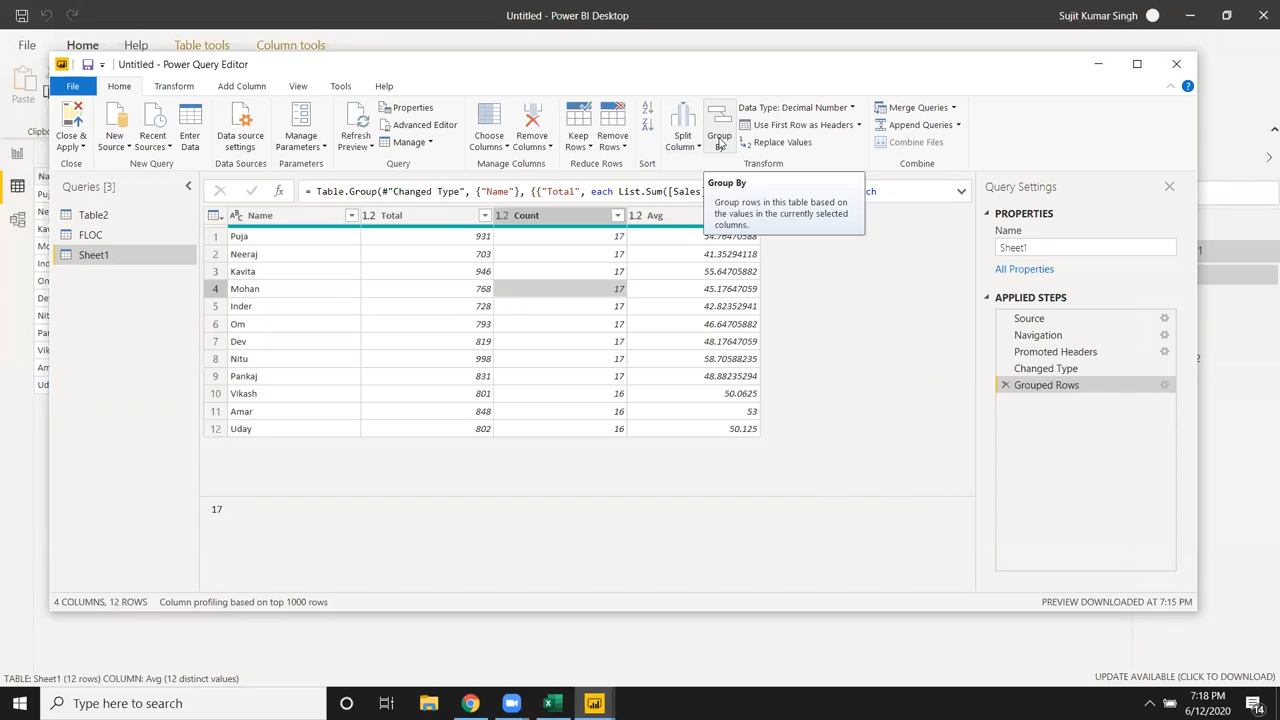 Untitled - Power BI Desktop
Sujit Kumar Singh
File Home Help Table tools Column tools
Untitled - Power Query Editor
File Home Transform Add Column View Tools Help
Paste
Close & Apply
New Source
Recent Sources
Enter Data
Data source settings
Manage Parameters
Refresh Preview
Properties
Advanced Editor
Manage
Choose Columns
Remove Columns
Keep Rows
Remove Rows
Split Column
Group By
Data Type: Decimal Number
Use First Row as Headers
Replace Values
Merge Queries
Append Queries
Combine Files
Close New Query Data Sources Parameters Query Manage Columns Reduce Rows Sort Transform Combine
Queries [3]
Table2
FLOC
Sheet1
= Table.Group(#"Changed Type", {"Name"}, {{"Total", each List.Sum([Sales]
Group By
Group rows in this table based on
the values in the currently selected
columns.
Name 1.2 Total 1.2 Count 1.2 Avg
1 Puja 931 17 54.76470588
2 Neeraj 703 17 41.35294118
3 Kavita 946 17 55.64705882
4 Mohan 768 17 45.17647059
5 Inder 728 17 42.82352941
6 Om 793 17 46.64705882
7 Dev 819 17 48.17647059
8 Nitu 998 17 58.70588235
9 Pankaj 831 17 48.88235294
10 Vikash 801 16 50.0625
11 Amar 848 16 53
12 Uday 802 16 50.125
17
Query Settings
PROPERTIES
Name
Sheet1
All Properties
APPLIED STEPS
Source
Navigation
Promoted Headers
Changed Type
Grouped Rows
4 COLUMNS, 12 ROWS Column profiling based on top 1000 rows
PREVIEW DOWNLOADED AT 7:15 PM
TABLE: Sheet1 (12 rows) COLUMN: Avg (12 distinct values)
UPDATE AVAILABLE (CLICK TO DOWNLOAD)
Type here to search
7:18 PM
6/12/2020
14